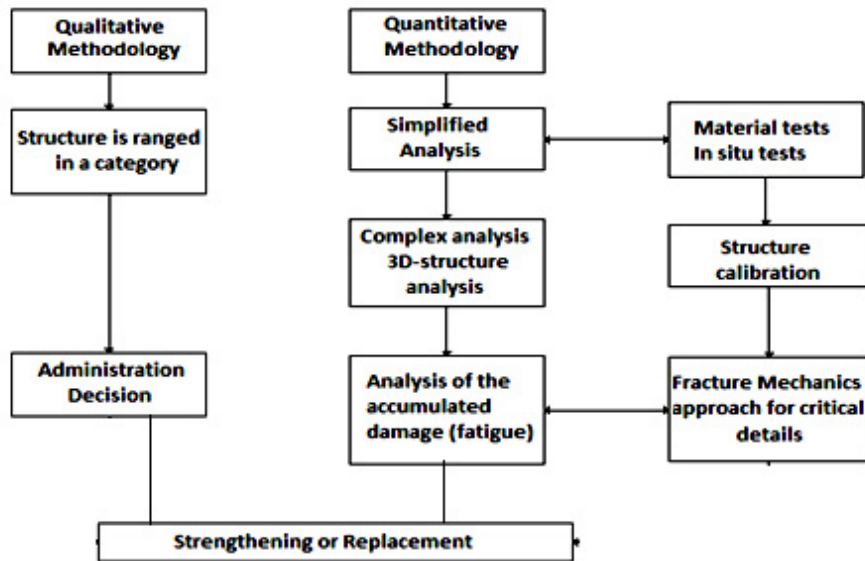 Qualitative
Methodology
Quantitative
Methodology
Structure is ranged
in a category
Simplified
Analysis
Material tests
In situ tests
Complex analysis
3D-structure
analysis
Structure
calibration
Administration
Decision
Analysis of the
accumulated
damage (fatigue)
Fracture Mechanics
approach for critical
details
Strengthening or Replacement